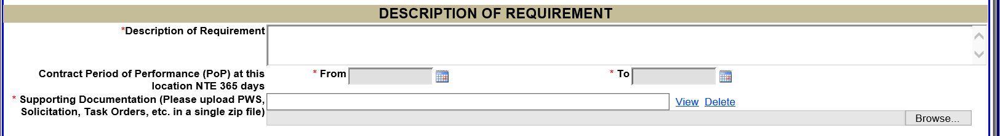 DESCRIPTION OF REQUIREMENT
*Description of Requirement
Contract Period of Performance (PoP) at this location NTE 365 days
* From
* To
* Supporting Documentation (Please upload PWS, Solicitation, Task Orders, etc. in a single zip file)
View Delete
Browse...